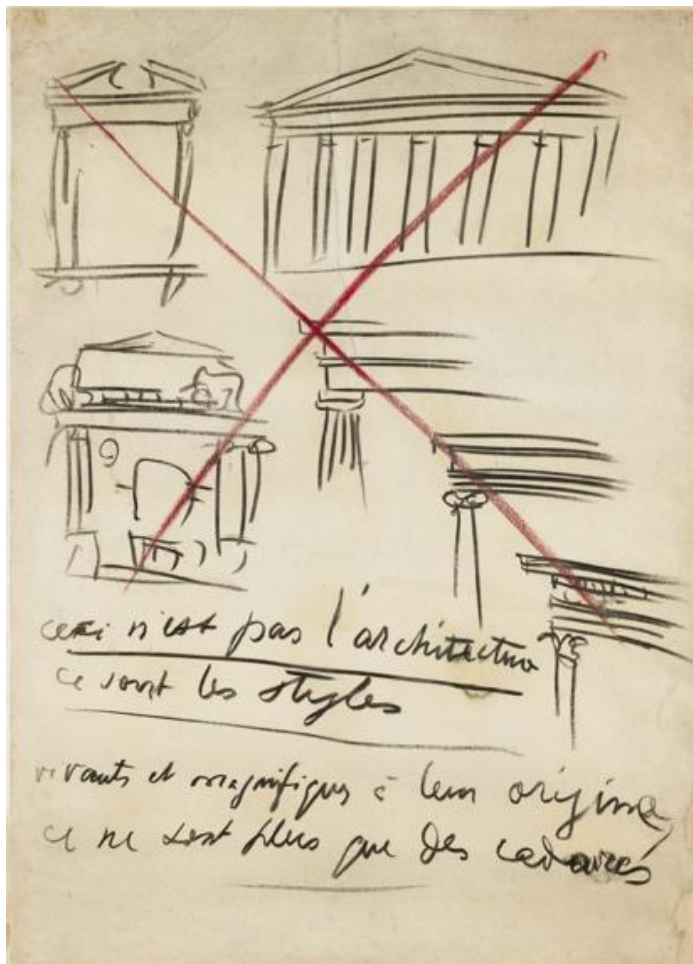 ceci n'est pas l'architecture
ce sont les styles
vivants et magnifiques à leur origine,
ce ne sont plus que des cadavres